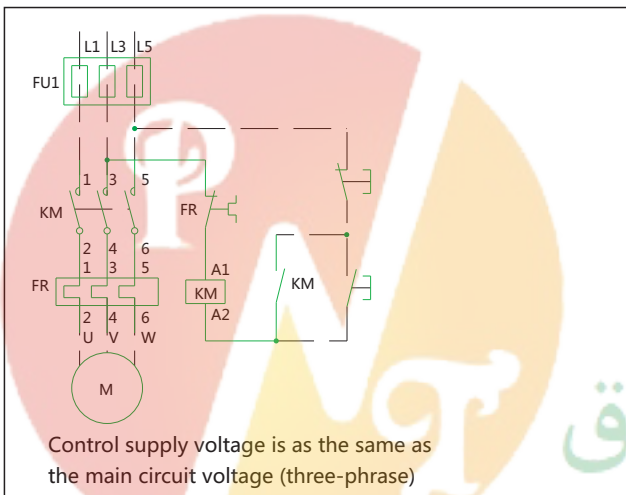 L1 L3 L5
FU1
1 3 5
KM
FR
2 4 6
1 3 5
A1
FR
KM
KM
A2
2 4 6
U V W
M
Control supply voltage is as the same as
the main circuit voltage (three-phrase)
P
N
T
ق